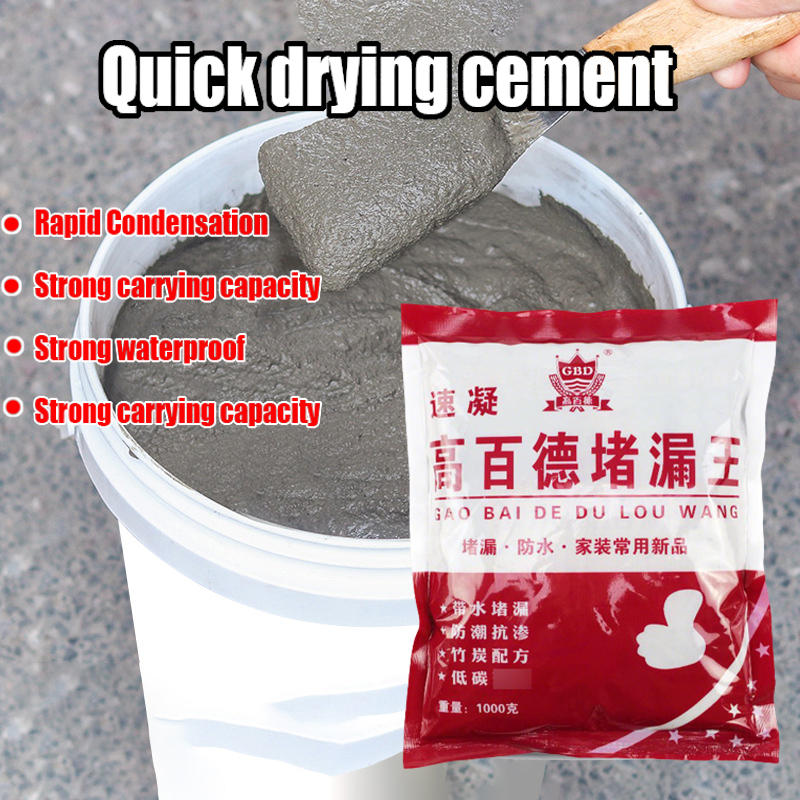 Quick drying cement
Rapid Condensation
Strong carrying capacity
Strong waterproof
Strong carrying capacity
GBD
®
高百德
速凝
高百德堵漏王
GAO BAI DE DU LOU WANG
堵漏·防水·家装常用新品
★带水堵漏
★防潮抗渗
★竹炭配方
★低碳
重量：1000克